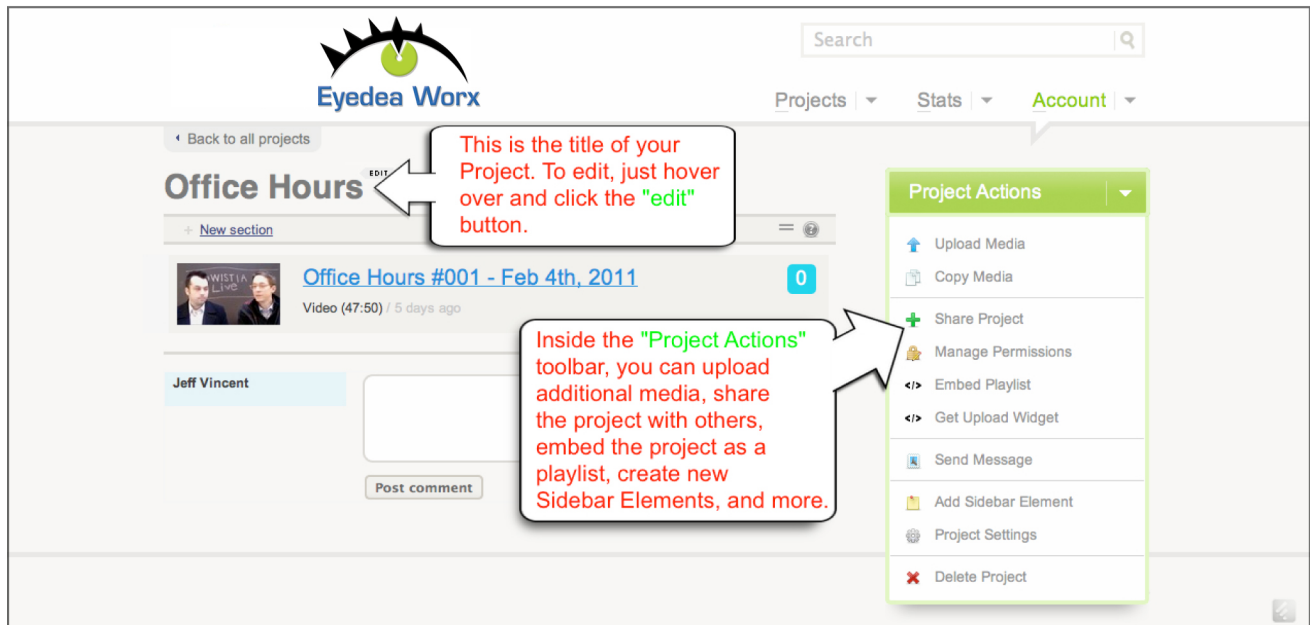 Eyedea Worx
Search
Projects
Stats
Account
Back to all projects
Office Hours
EDIT
This is the title of your
Project. To edit, just hover
over and click the "edit"
button.
+ New section
WISTIA
Live
Office Hours #001 - Feb 4th, 2011
0
Video (47:50) / 5 days ago
Jeff Vincent
Post comment
Inside the "Project Actions"
toolbar, you can upload
additional media, share
the project with others,
embed the project as a
playlist, create new
Sidebar Elements, and more.
Project Actions
Upload Media
Copy Media
Share Project
Manage Permissions
</> Embed Playlist
</> Get Upload Widget
Send Message
Add Sidebar Element
Project Settings
Delete Project